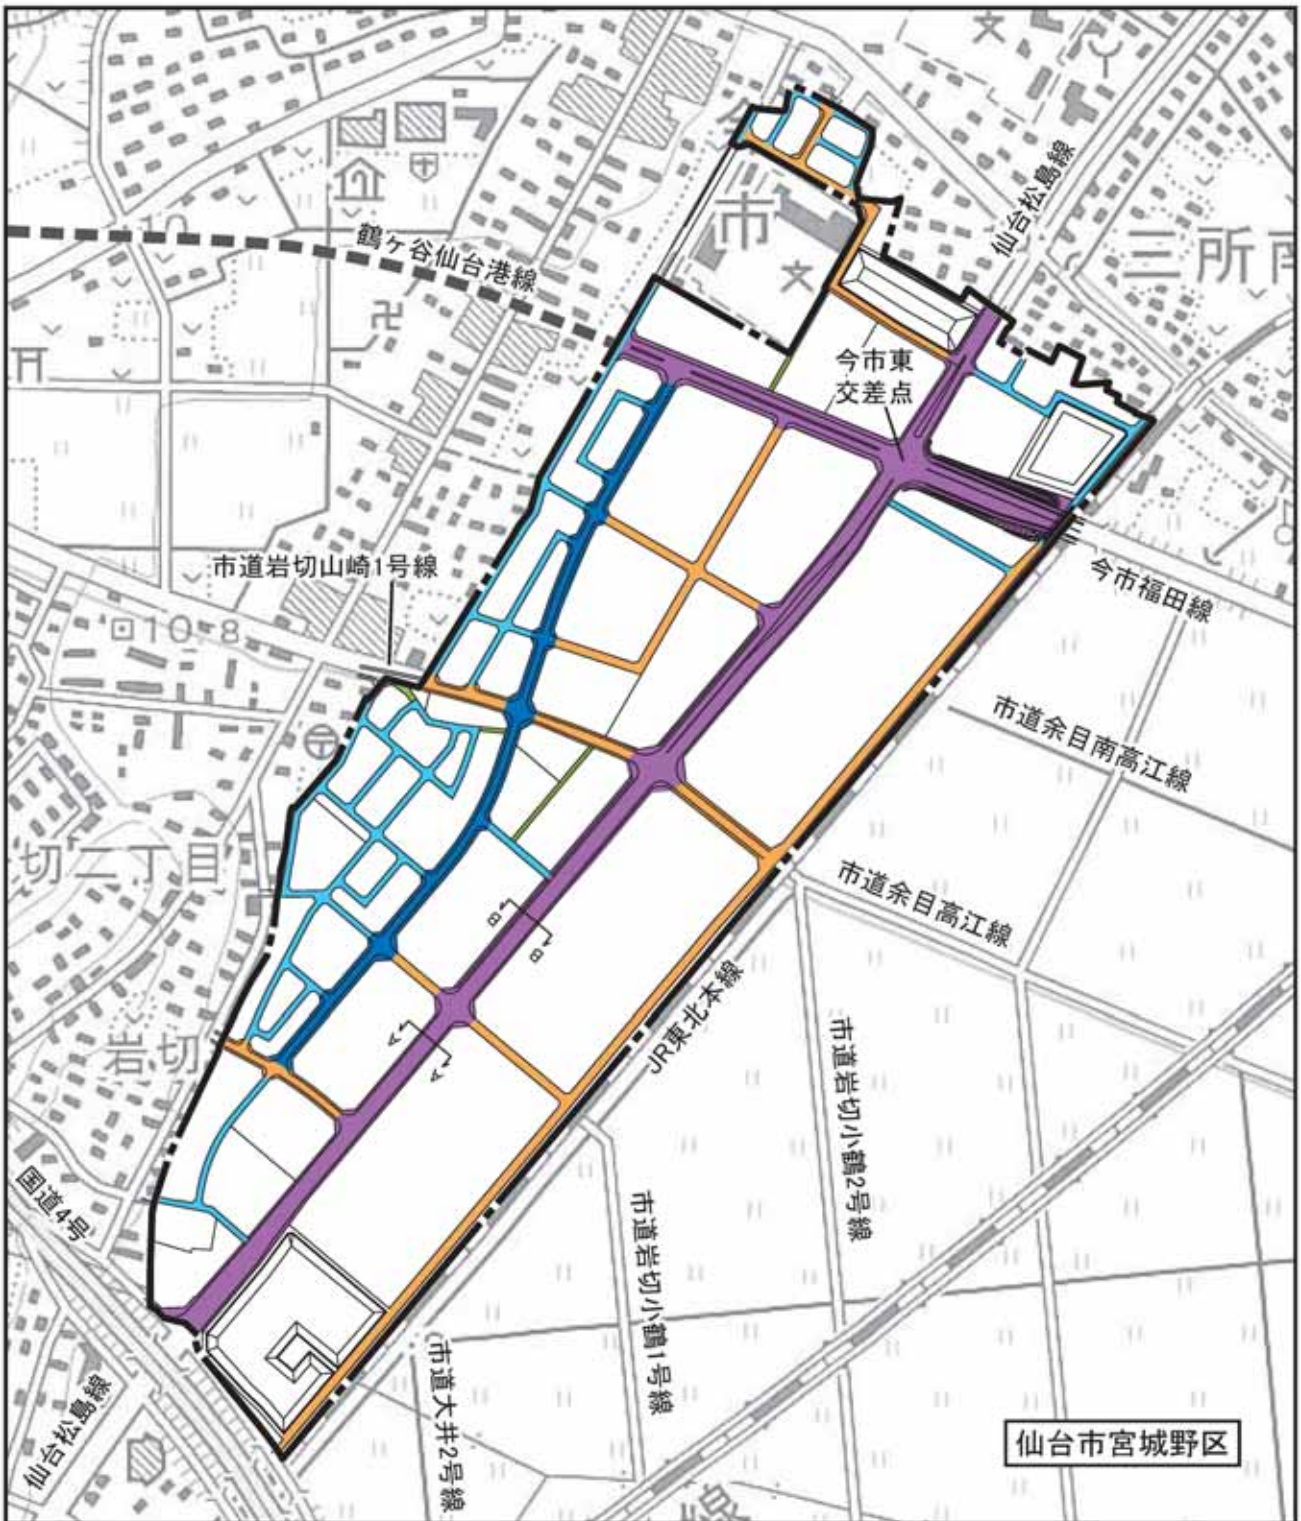 仙台松島線
市
三所南
鶴ヶ谷仙台港線
今市東
交差点
市道岩切山崎1号線
10.8
今市福田線
市道余目南高江線
切二丁目
市道余目高江線
B
B
JR東北本線
A
A
岩切
市道岩切小鶴2号線
国道4号
市道岩切小鶴1号線
市道大井2号線
仙台松島線
仙台市宮城野区
線